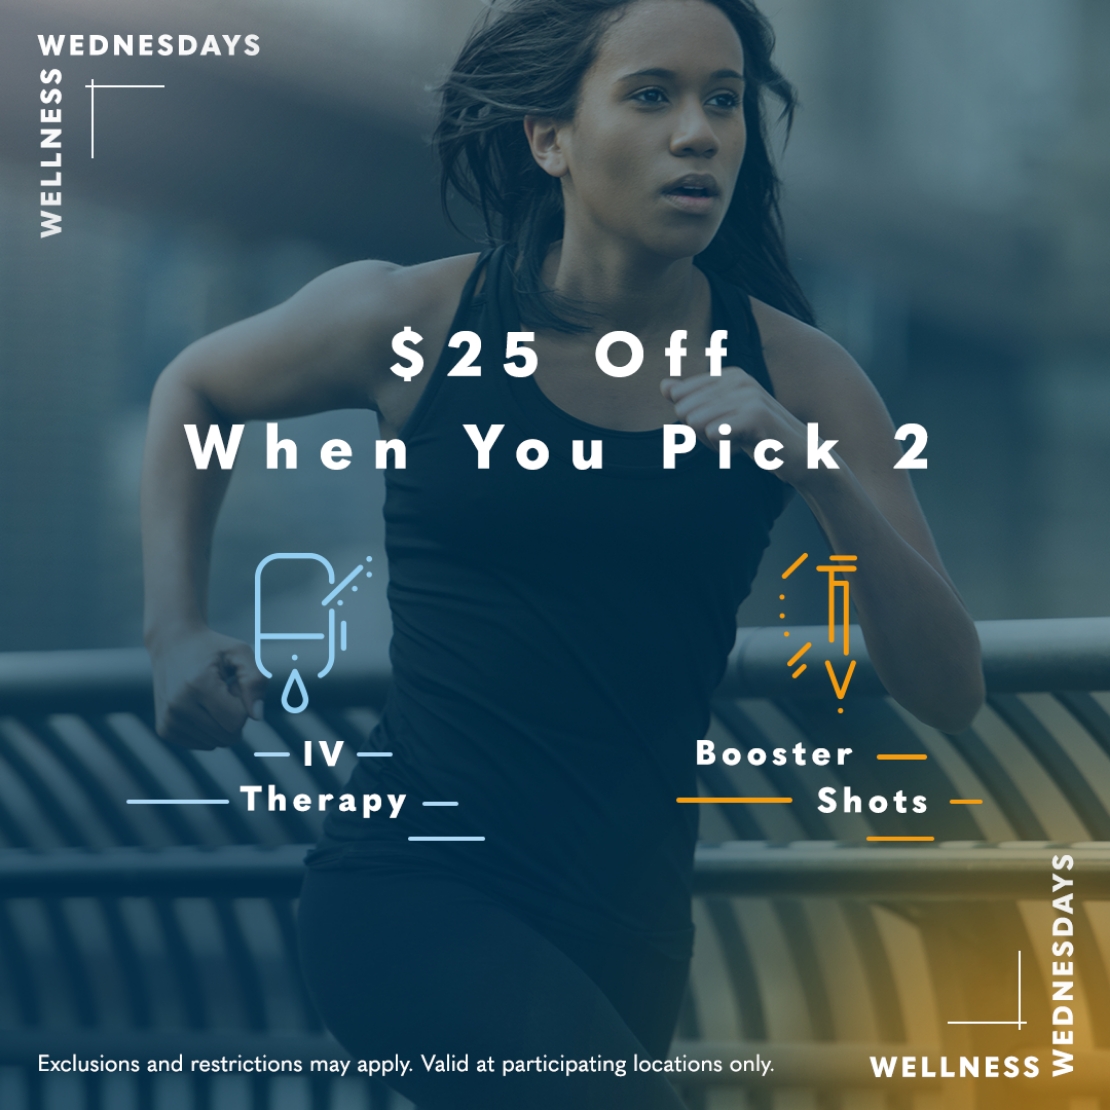 WEDNESDAYS
WELLNESS
$25 Off
When You Pick 2
IV
Therapy
Booster
Shots
Exclusions and restrictions may apply. Valid at participating locations only.
WELLNESS
WEDNESDAYS